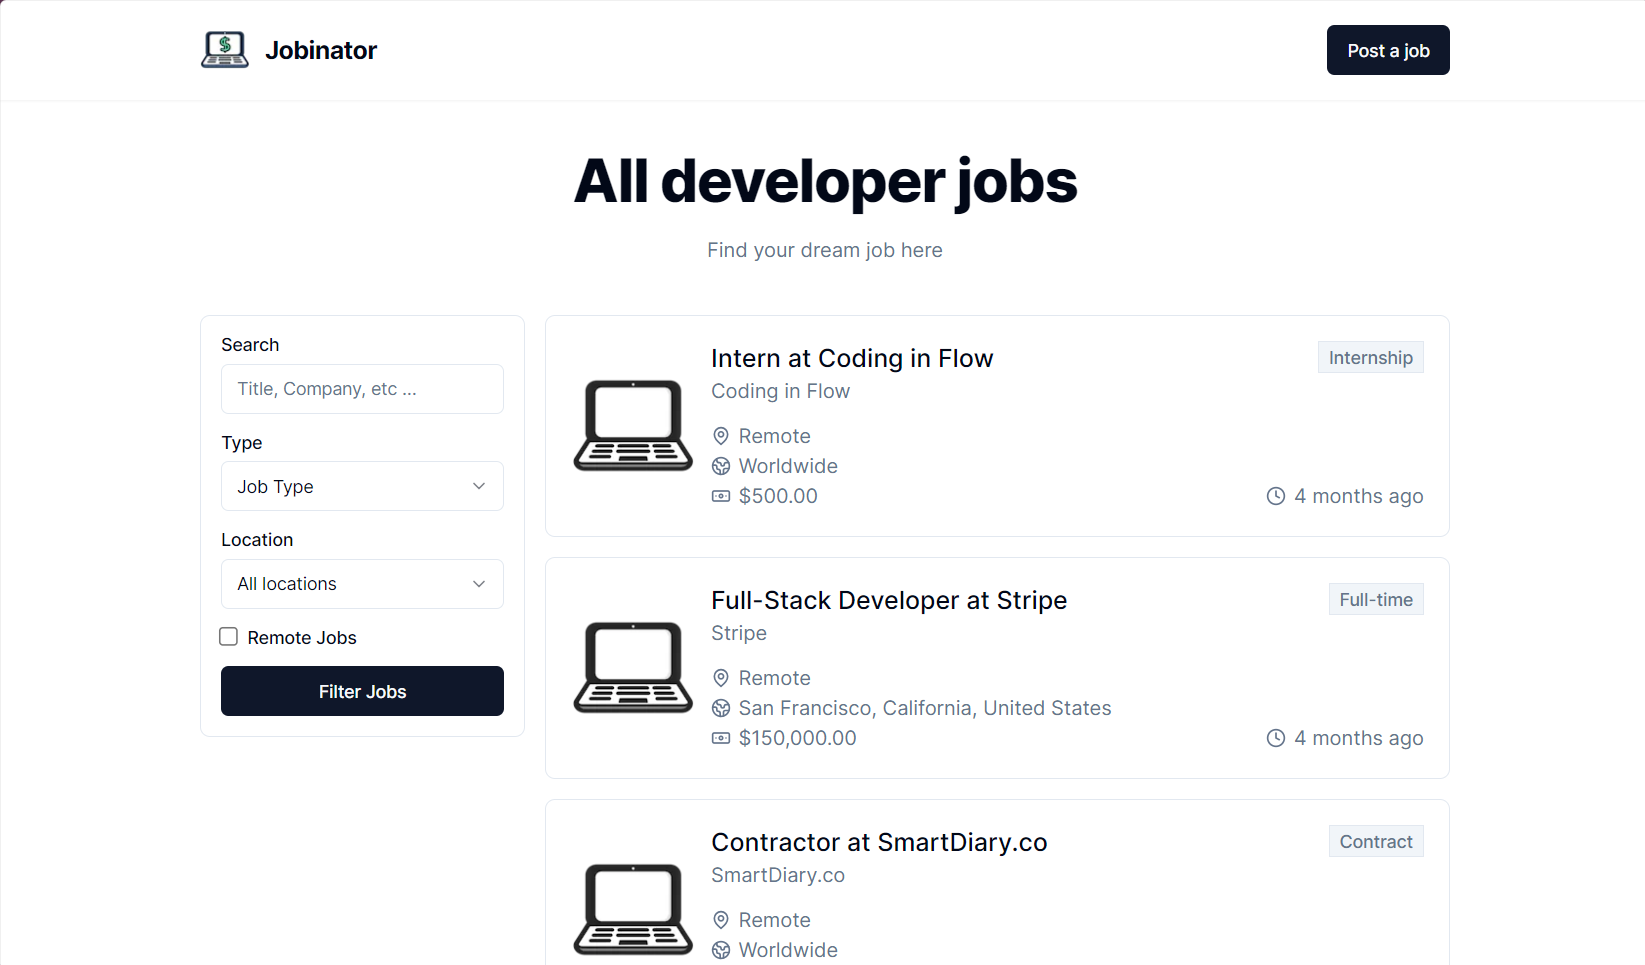 $
Jobinator
Post a job
All developer jobs
Find your dream job here
Search
Title, Company, etc ...
Type
Job Type
Location
All locations
Remote Jobs
Filter Jobs
Intern at Coding in Flow
Internship
Coding in Flow
Remote
Worldwide
$500.00
4 months ago
Full-Stack Developer at Stripe
Full-time
Stripe
Remote
San Francisco, California, United States
$150,000.00
4 months ago
Contractor at SmartDiary.co
Contract
SmartDiary.co
Remote
Worldwide